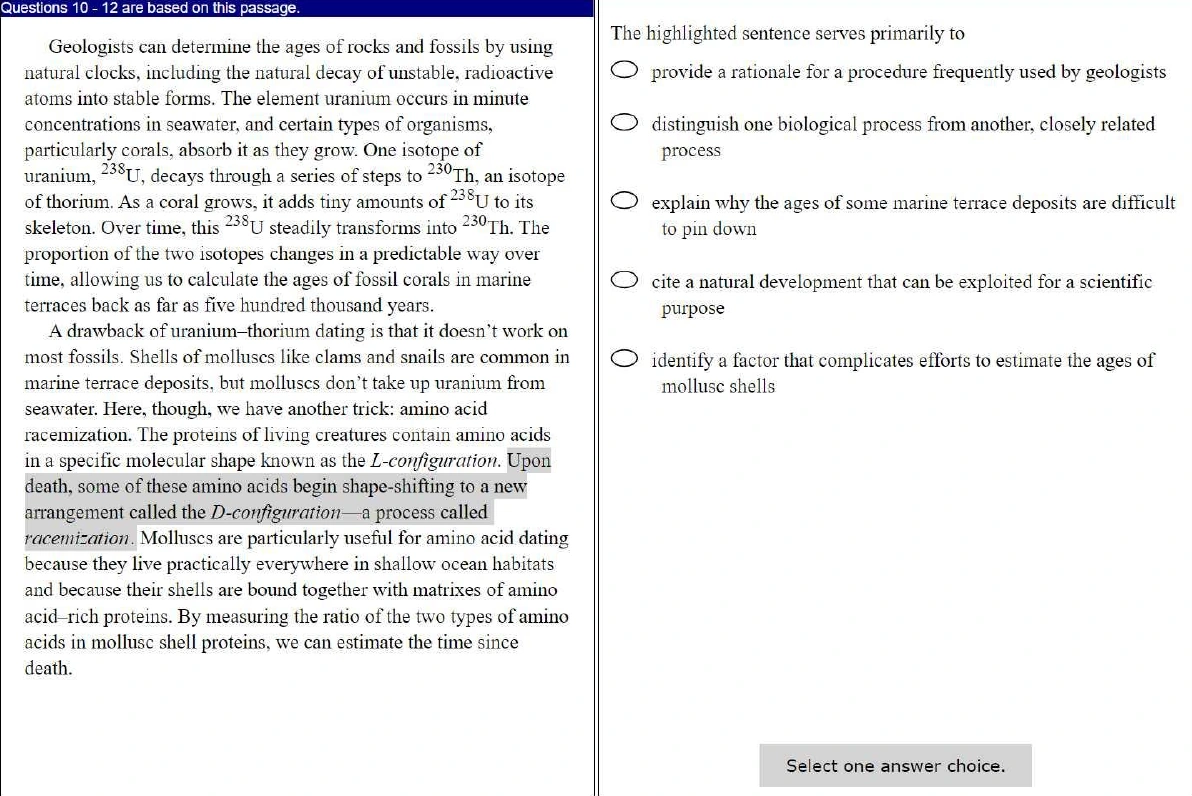 Questions 10 - 12 are based on this passage.
Geologists can determine the ages of rocks and fossils by using
natural clocks, including the natural decay of unstable, radioactive
atoms into stable forms. The element uranium occurs in minute
concentrations in seawater, and certain types of organisms,
particularly corals, absorb it as they grow. One isotope of
uranium, ²³⁸U, decays through a series of steps to ²³⁰Th, an isotope
of thorium. As a coral grows, it adds tiny amounts of ²³⁸U to its
skeleton. Over time, this ²³⁸U steadily transforms into ²³⁰Th. The
proportion of the two isotopes changes in a predictable way over
time, allowing us to calculate the ages of fossil corals in marine
terraces back as far as five hundred thousand years.
A drawback of uranium–thorium dating is that it doesn't work on
most fossils. Shells of molluscs like clams and snails are common in
marine terrace deposits, but molluscs don't take up uranium from
seawater. Here, though, we have another trick: amino acid
racemization. The proteins of living creatures contain amino acids
in a specific molecular shape known as the L-configuration. Upon
death, some of these amino acids begin shape-shifting to a new
arrangement called the D-configuration—a process called
racemization. Molluscs are particularly useful for amino acid dating
because they live practically everywhere in shallow ocean habitats
and because their shells are bound together with matrixes of amino
acid–rich proteins. By measuring the ratio of the two types of amino
acids in mollusc shell proteins, we can estimate the time since
death.
The highlighted sentence serves primarily to
provide a rationale for a procedure frequently used by geologists
distinguish one biological process from another, closely related
process
explain why the ages of some marine terrace deposits are difficult
to pin down
cite a natural development that can be exploited for a scientific
purpose
identify a factor that complicates efforts to estimate the ages of
mollusc shells
Select one answer choice.